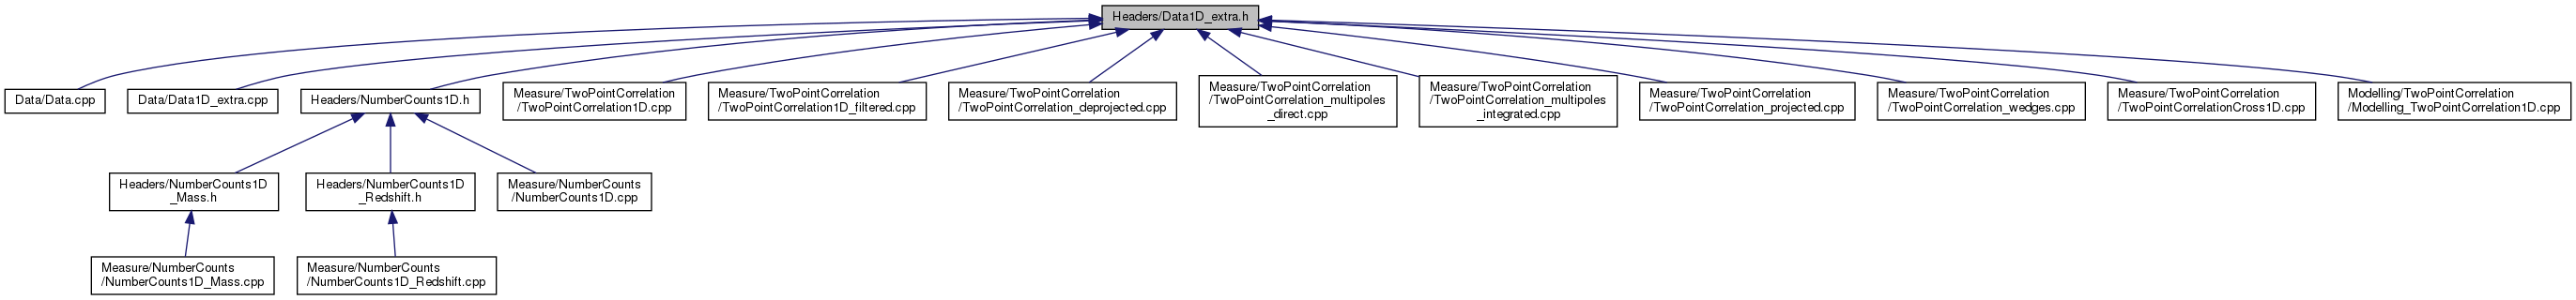 Headers/Data1D_extra.h
Data/Data.cpp
Data/Data1D_extra.cpp
Headers/NumberCounts1D.h
Measure/TwoPointCorrelation
/TwoPointCorrelation1D.cpp
Measure/TwoPointCorrelation
/TwoPointCorrelation1D_filtered.cpp
Measure/TwoPointCorrelation
/TwoPointCorrelation_deprojected.cpp
Measure/TwoPointCorrelation
/TwoPointCorrelation_multipoles
_direct.cpp
Measure/TwoPointCorrelation
/TwoPointCorrelation_multipoles
_integrated.cpp
Measure/TwoPointCorrelation
/TwoPointCorrelation_projected.cpp
Measure/TwoPointCorrelation
/TwoPointCorrelation_wedges.cpp
Measure/TwoPointCorrelation
/TwoPointCorrelationCross1D.cpp
Modelling/TwoPointCorrelation
/Modelling_TwoPointCorrelation1D.cpp
Headers/NumberCounts1D
_Mass.h
Headers/NumberCounts1D
_Redshift.h
Measure/NumberCounts
/NumberCounts1D.cpp
Measure/NumberCounts
/NumberCounts1D_Mass.cpp
Measure/NumberCounts
/NumberCounts1D_Redshift.cpp